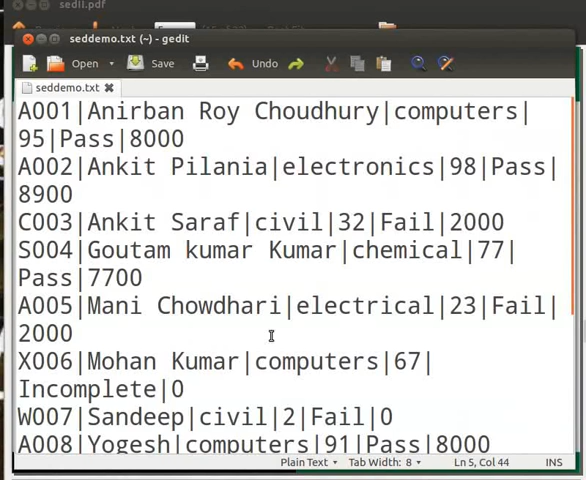 sedII.pdf
seddemo.txt (~) - gedit
Open Save Undo
seddemo.txt
A001|Anirban Roy Choudhury|computers|
95|Pass|8000
A002|Ankit Pilania|electronics|98|Pass|
8900
C003|Ankit Saraf|civil|32|Fail|2000
S004|Goutam kumar Kumar|chemical|77|
Pass|7700
A005|Mani Chowdhari|electrical|23|Fail|
2000
X006|Mohan Kumar|computers|67|
Incomplete|0
W007|Sandeep|civil|2|Fail|0
A008|Yogesh|computers|91|Pass|8000
Plain Text Tab Width: 8 Ln 5, Col 44 INS